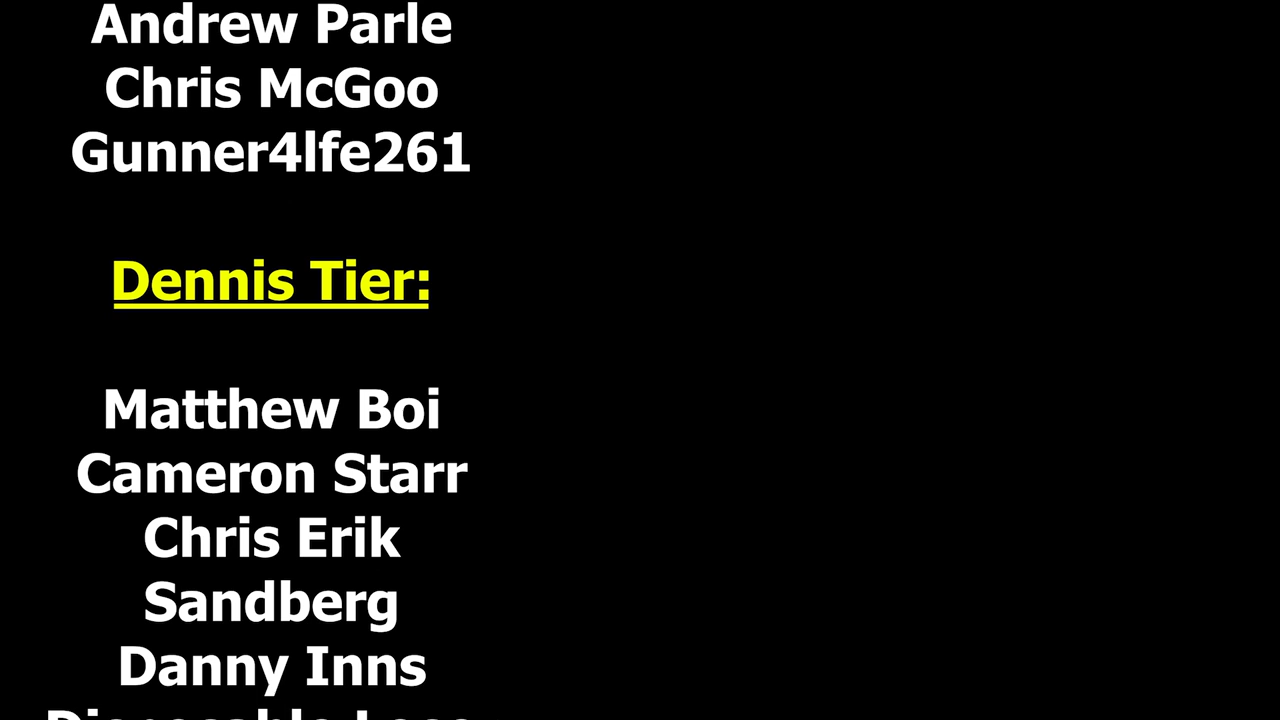 Andrew Parle
Chris McGoo
Gunner4lfe261
Dennis Tier:
Matthew Boi
Cameron Starr
Chris Erik
Sandberg
Danny Inns